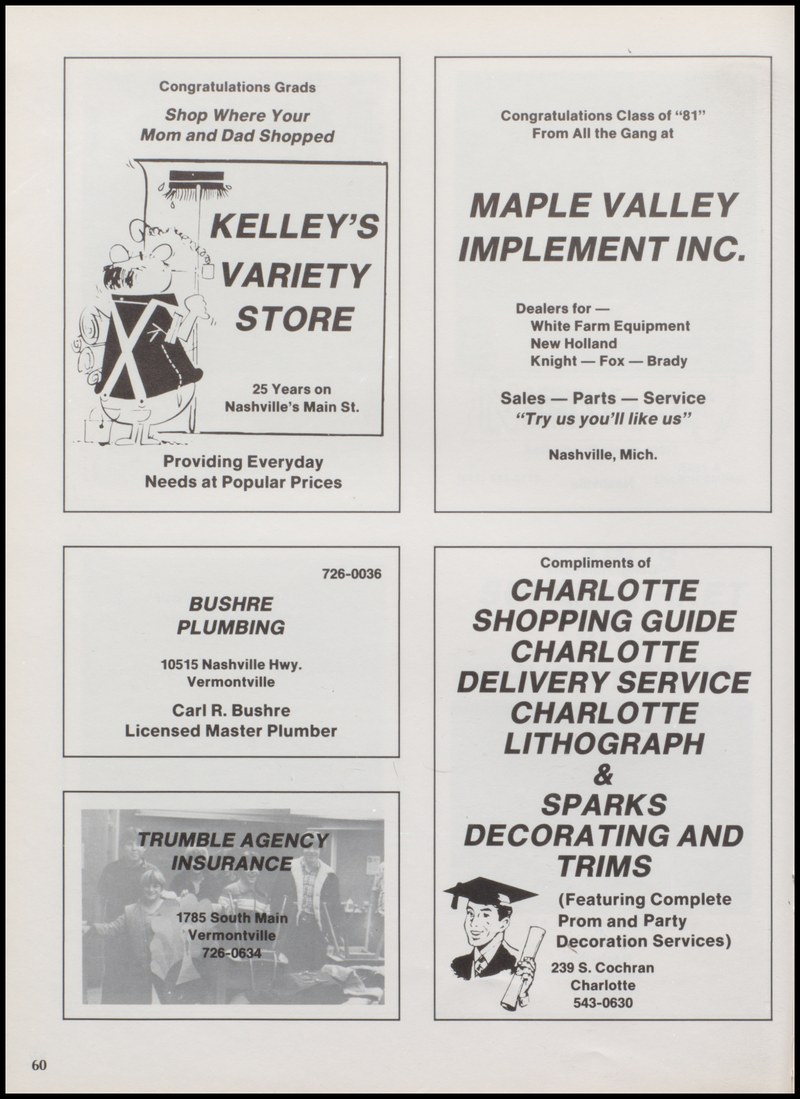 Congratulations Grads
Shop Where Your
Mom and Dad Shopped
KELLEY'S
VARIETY
STORE
25 Years on
Nashville's Main St.
Providing Everyday
Needs at Popular Prices
Congratulations Class of "81"
From All the Gang at
MAPLE VALLEY
IMPLEMENT INC.
Dealers for —
White Farm Equipment
New Holland
Knight — Fox — Brady
Sales — Parts — Service
"Try us you'll like us"
Nashville, Mich.
726-0036
BUSHRE
PLUMBING
10515 Nashville Hwy.
Vermontville
Carl R. Bushre
Licensed Master Plumber
TRUMBLE AGENCY
INSURANCE
1785 South Main
Vermontville
726-0634
Compliments of
CHARLOTTE
SHOPPING GUIDE
CHARLOTTE
DELIVERY SERVICE
CHARLOTTE
LITHOGRAPH
&
SPARKS
DECORATING AND
TRIMS
(Featuring Complete
Prom and Party
Decoration Services)
239 S. Cochran
Charlotte
543-0630
60